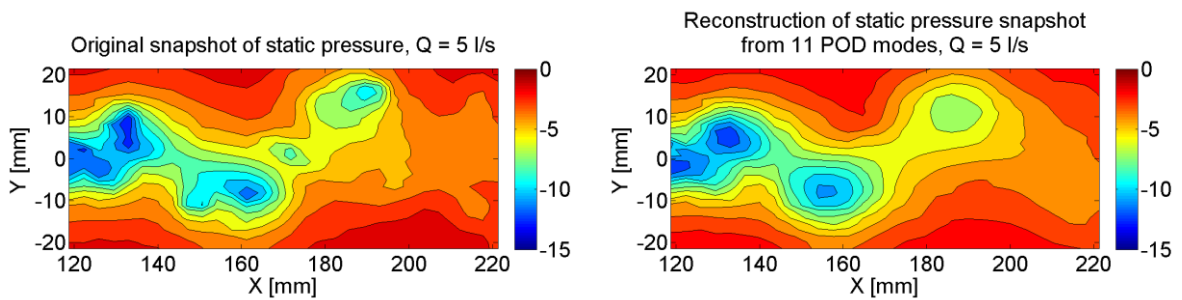 Original snapshot of static pressure, Q = 5 l/s
20
10
0
-10
-20
Y [mm]
120 140 160 180 200 220
X [mm]
0
-5
-10
-15
Reconstruction of static pressure snapshot
from 11 POD modes, Q = 5 l/s
20
10
0
-10
-20
Y [mm]
120 140 160 180 200 220
X [mm]
0
-5
-10
-15